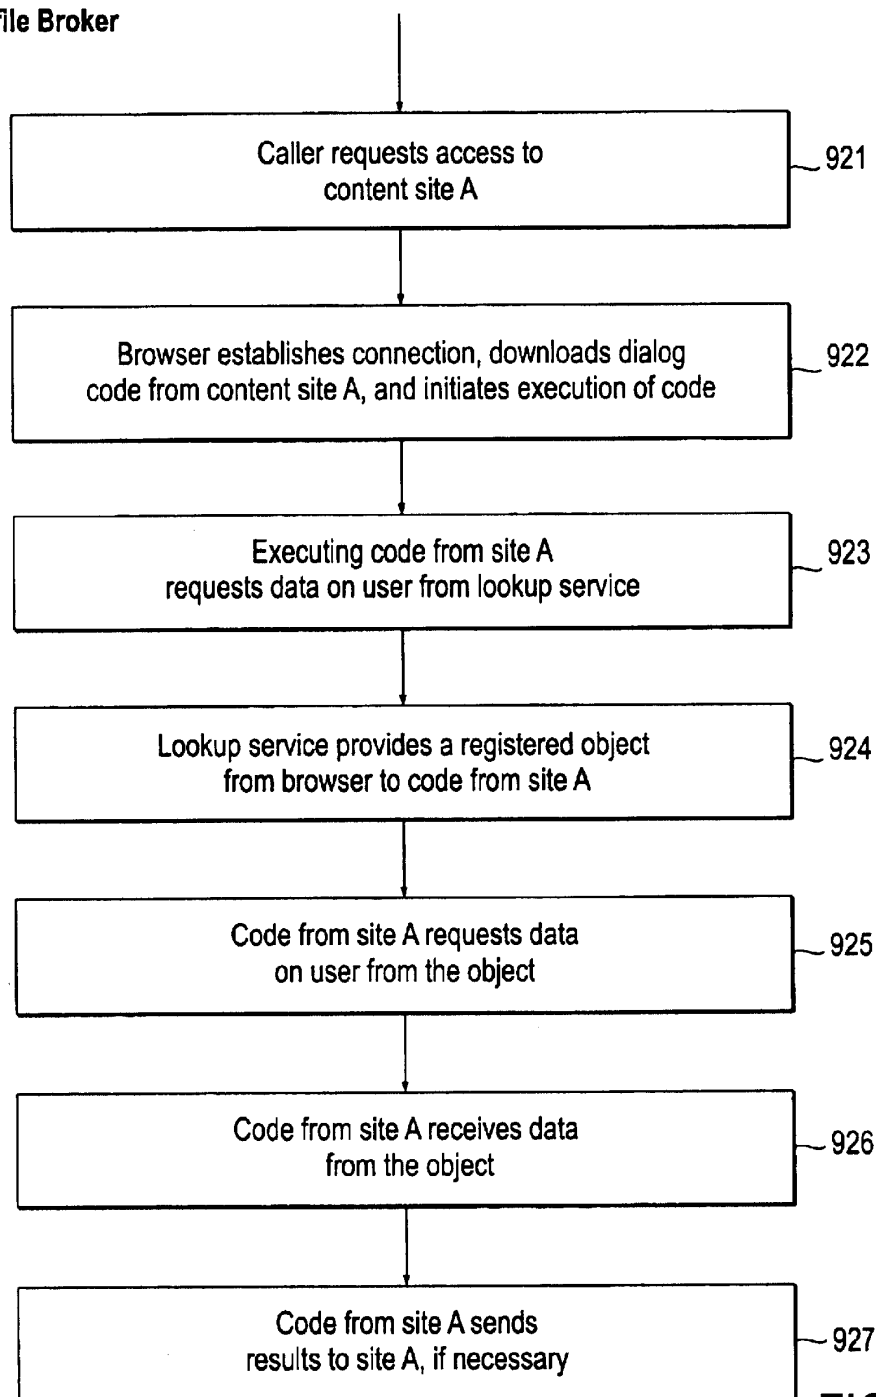 file Broker
Caller requests access to
content site A
921
Browser establishes connection, downloads dialog
code from content site A, and initiates execution of code
922
Executing code from site A
requests data on user from lookup service
923
Lookup service provides a registered object
from browser to code from site A
924
Code from site A requests data
on user from the object
925
Code from site A receives data
from the object
926
Code from site A sends
results to site A, if necessary
927